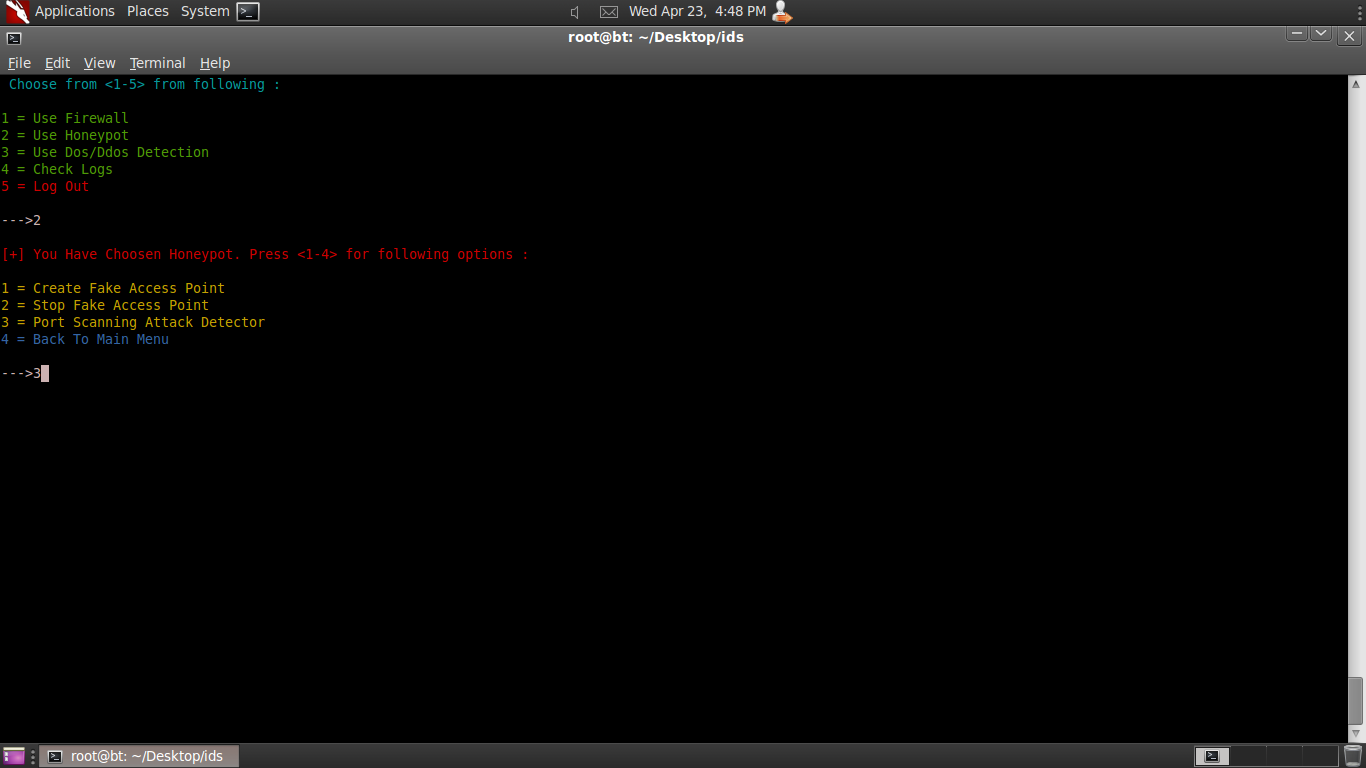 Applications Places System Wed Apr 23, 4:48 PM
root@bt: ~/Desktop/ids
File Edit View Terminal Help
Choose from <1-5> from following :
1 = Use Firewall
2 = Use Honeypot
3 = Use Dos/Ddos Detection
4 = Check Logs
5 = Log Out
--->2
[+] You Have Choosen Honeypot. Press <1-4> for following options :
1 = Create Fake Access Point
2 = Stop Fake Access Point
3 = Port Scanning Attack Detector
4 = Back To Main Menu
--->3
root@bt: ~/Desktop/ids